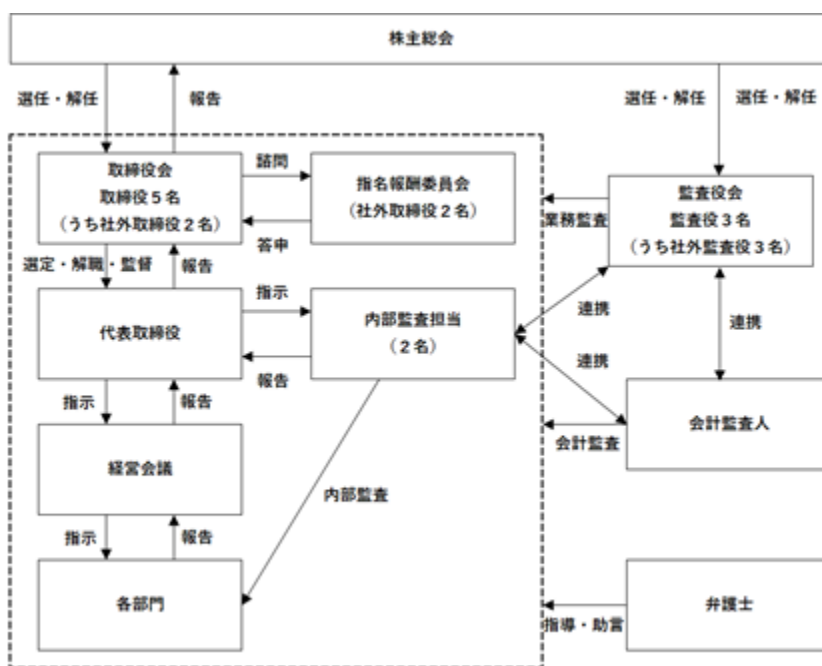 株主総会
選任・解任
報告
選任・解任
選任・解任
取締役会
取締役5名
（うち社外取締役2名）
諮問
答申
指名報酬委員会
（社外取締役2名）
業務監査
監査役会
監査役3名
（うち社外監査役3名）
選定・解職・監督
報告
代表取締役
指示
報告
内部監査担当
（2名）
連携
連携
連携
指示
報告
経営会議
内部監査
会計監査
会計監査人
指示
報告
各部門
指導・助言
弁護士